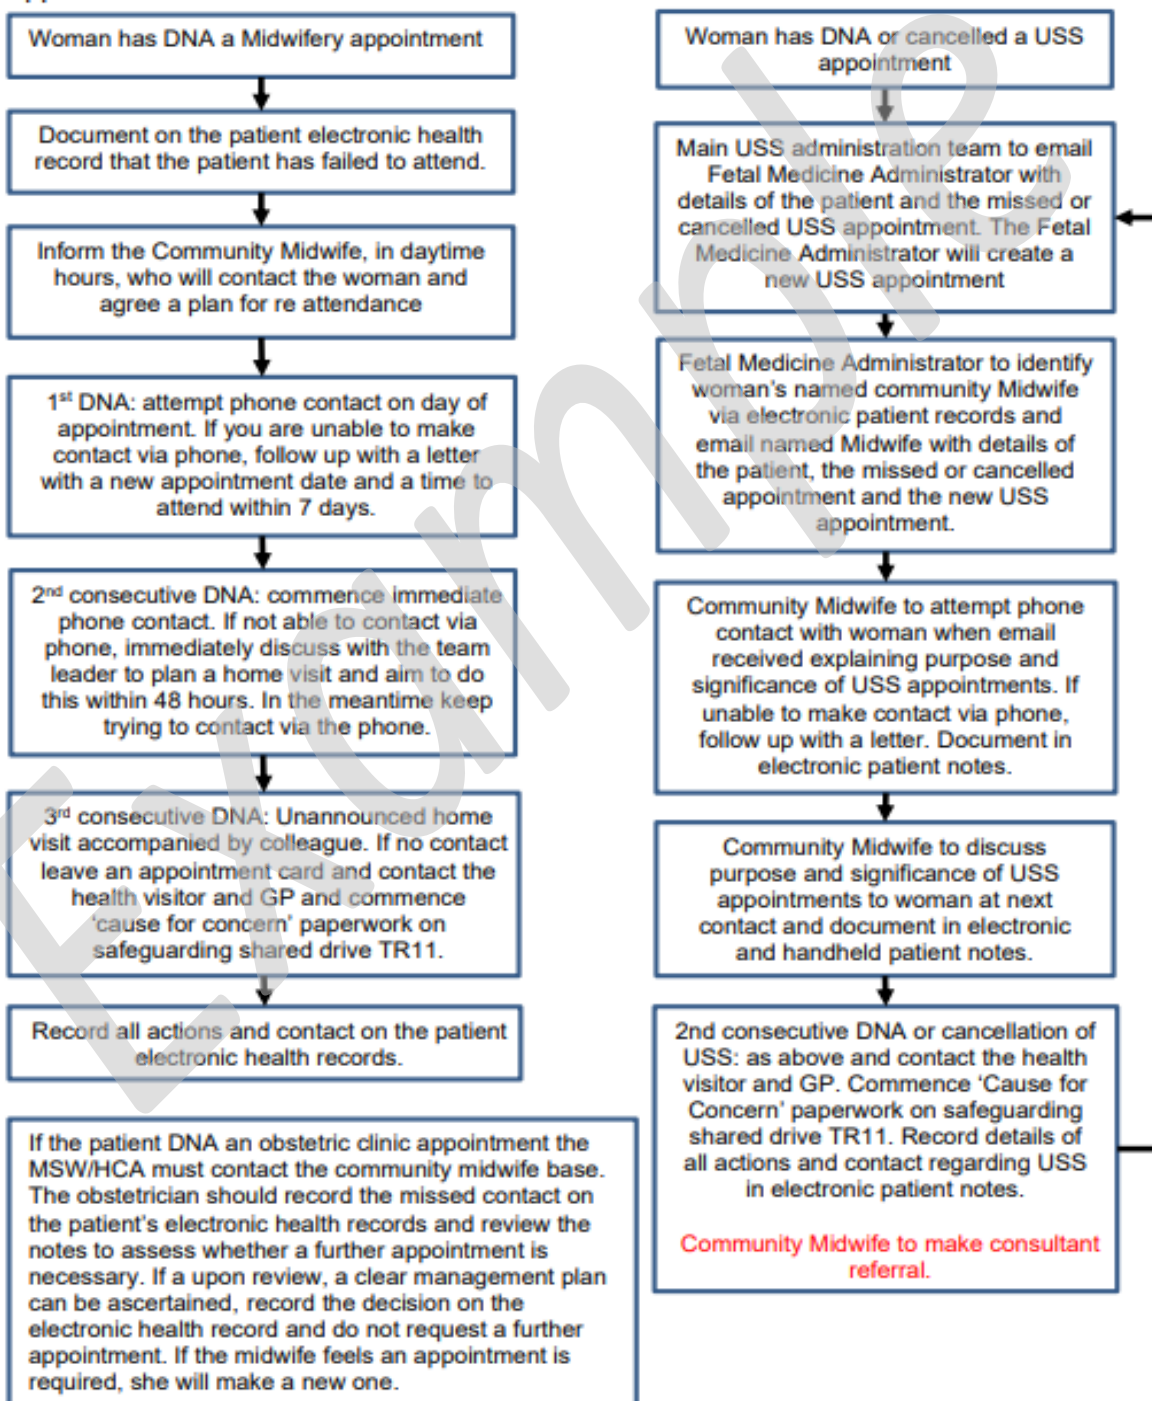 Woman has DNA a Midwifery appointment
Document on the patient electronic health
record that the patient has failed to attend.
Inform the Community Midwife, in daytime
hours, who will contact the woman and
agree a plan for re attendance
1st DNA: attempt phone contact on day of
appointment. If you are unable to make
contact via phone, follow up with a letter
with a new appointment date and a time to
attend within 7 days.
2nd consecutive DNA: commence immediate
phone contact. If not able to contact via
phone, immediately discuss with the team
leader to plan a home visit and aim to do
this within 48 hours. In the meantime keep
trying to contact via the phone.
3rd consecutive DNA: Unannounced home
visit accompanied by colleague. If no contact
leave an appointment card and contact the
health visitor and GP and commence
‘cause for concern’ paperwork on
safeguarding shared drive TR11.
Record all actions and contact on the patient
electronic health records.
If the patient DNA an obstetric clinic appointment the
MSW/HCA must contact the community midwife base.
The obstetrician should record the missed contact on
the patient’s electronic health records and review the
notes to assess whether a further appointment is
necessary. If a upon review, a clear management plan
can be ascertained, record the decision on the
electronic health record and do not request a further
appointment. If the midwife feels an appointment is
required, she will make a new one.
Woman has DNA or cancelled a USS
appointment
Main USS administration team to email
Fetal Medicine Administrator with
details of the patient and the missed or
cancelled USS appointment. The Fetal
Medicine Administrator will create a
new USS appointment
Fetal Medicine Administrator to identify
woman’s named community Midwife
via electronic patient records and
email named Midwife with details of
the patient, the missed or cancelled
appointment and the new USS
appointment.
Community Midwife to attempt phone
contact with woman when email
received explaining purpose and
significance of USS appointments. If
unable to make contact via phone,
follow up with a letter. Document in
electronic patient notes.
Community Midwife to discuss
purpose and significance of USS
appointments to woman at next
contact and document in electronic
and handheld patient notes.
2nd consecutive DNA or cancellation of
USS: as above and contact the health
visitor and GP. Commence ‘Cause for
Concern’ paperwork on safeguarding
shared drive TR11. Record details of
all actions and contact regarding USS
in electronic patient notes.
Community Midwife to make consultant
referral.
Example